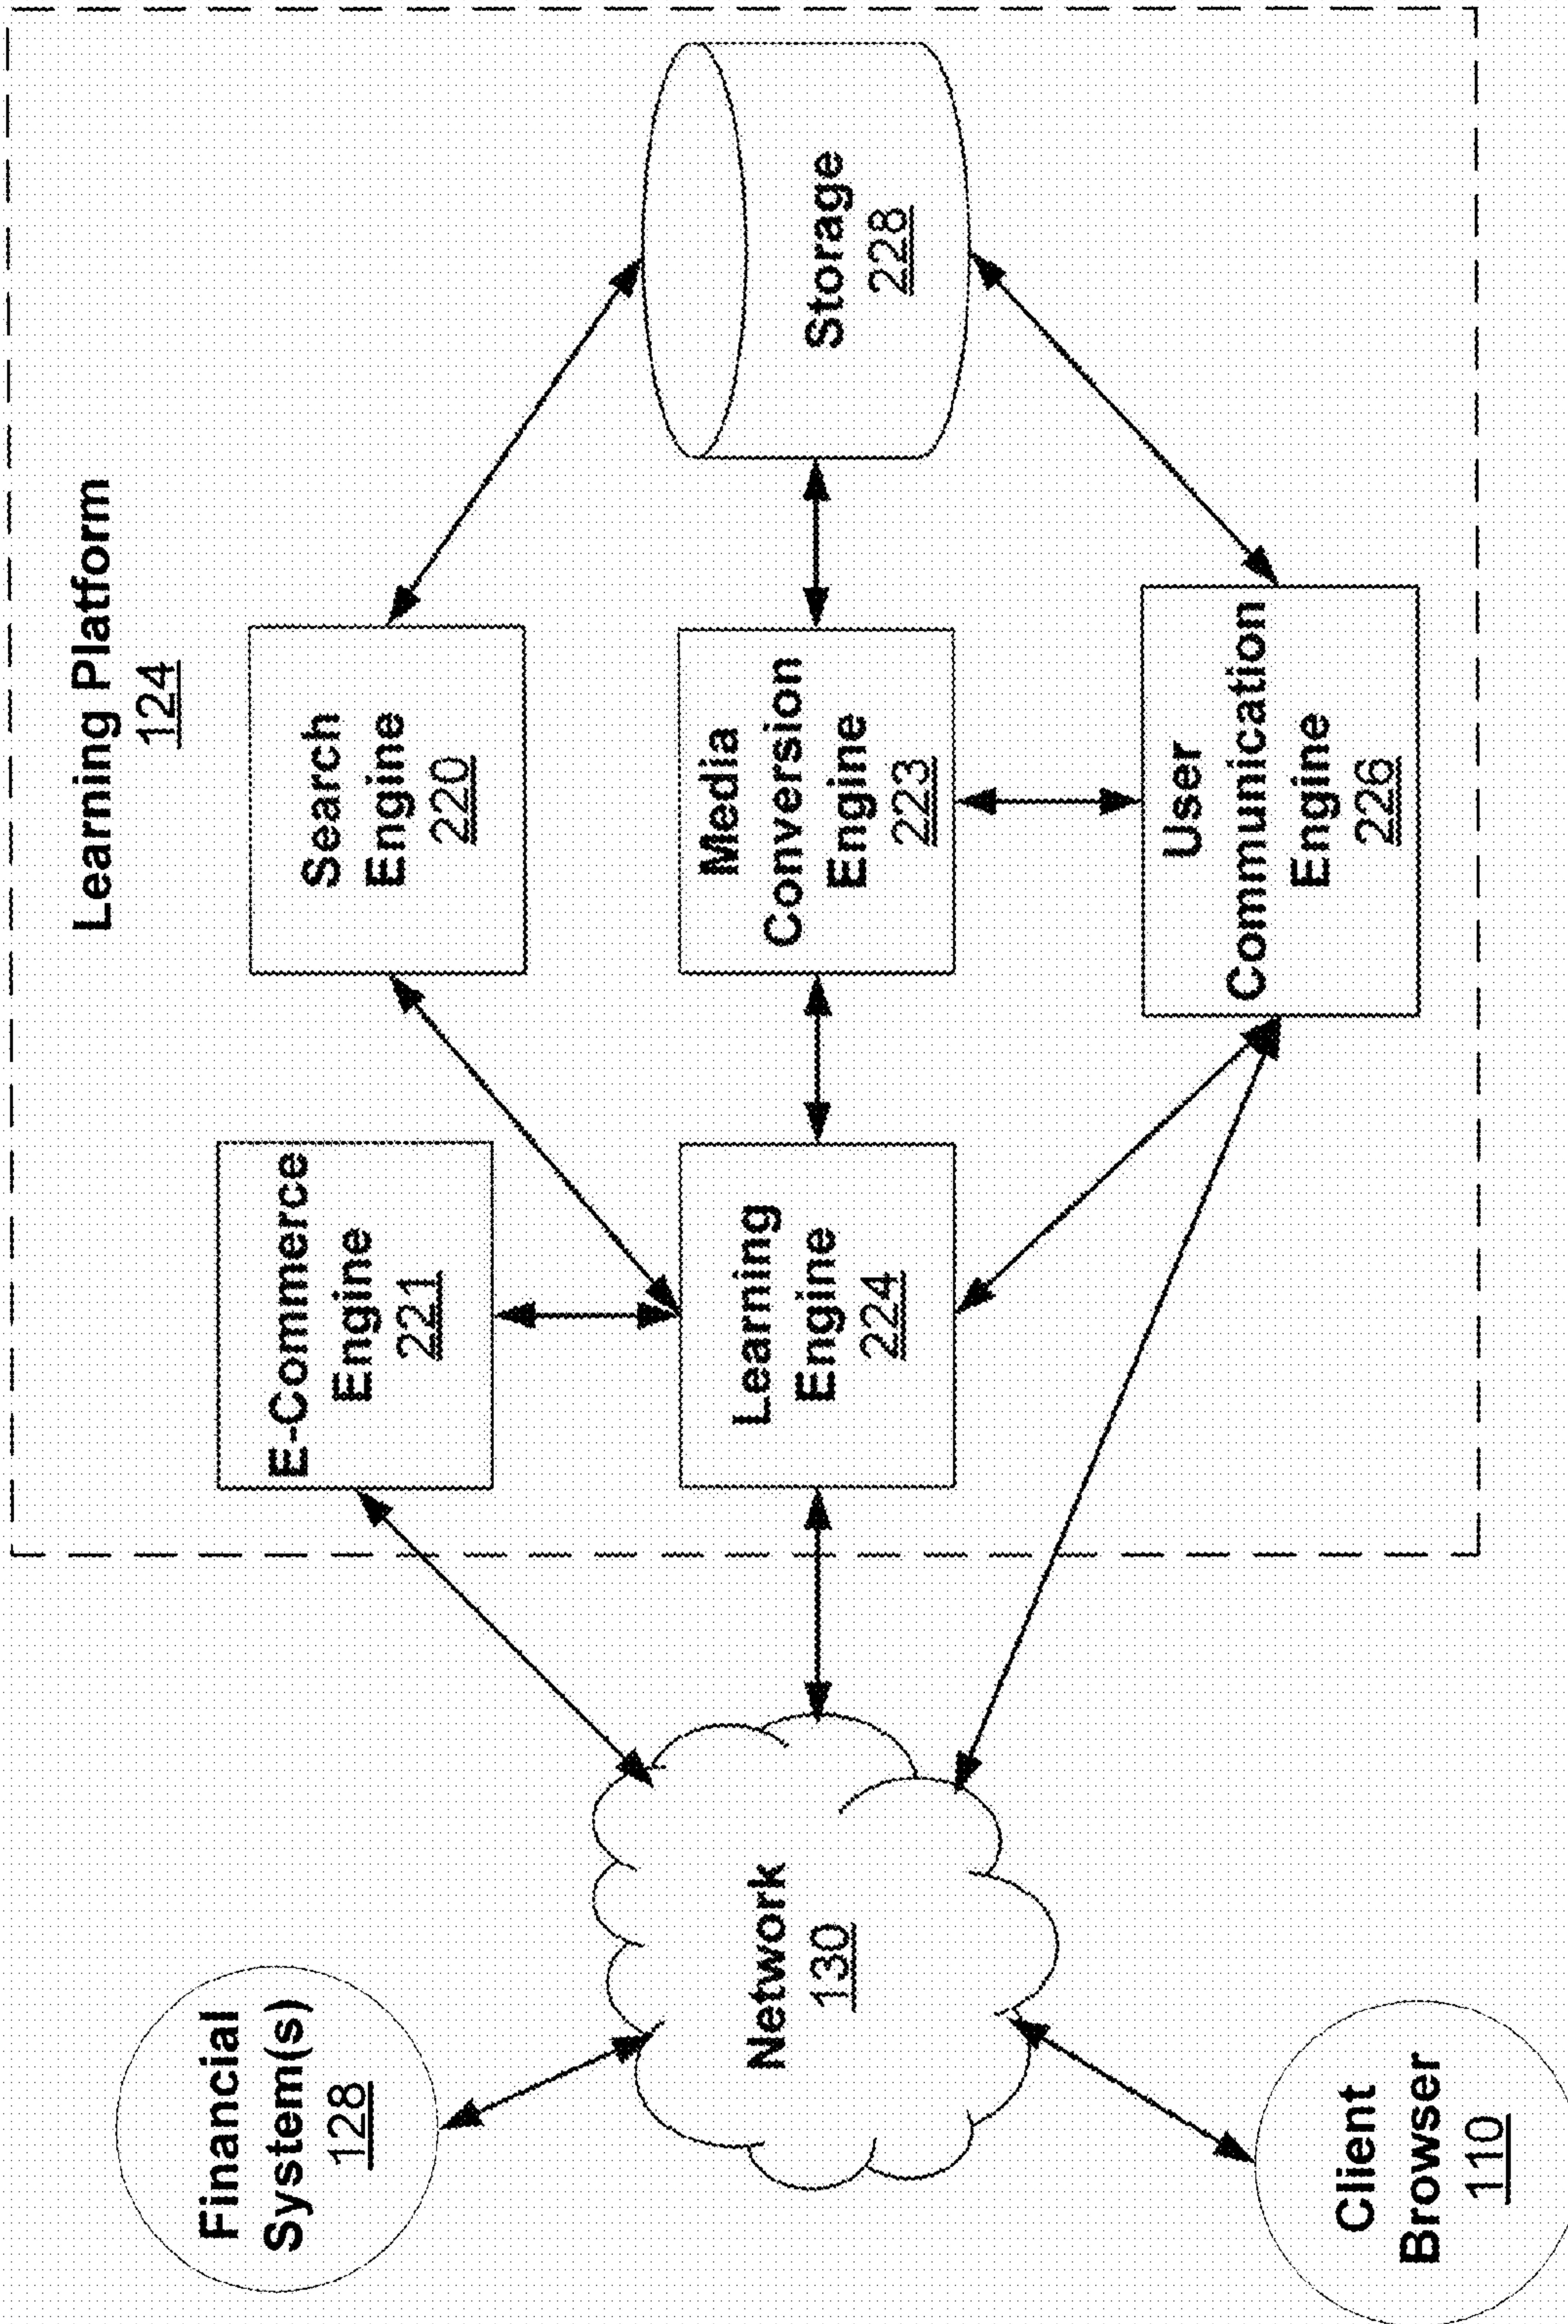 Learning Platform
124
Financial
System(s)
128
E-Commerce
Engine
221
Search
Engine
220
Network
130
Learning
Engine
224
Media
Conversion
Engine
223
Storage
228
Client
Browser
110
User
Communication
Engine
226